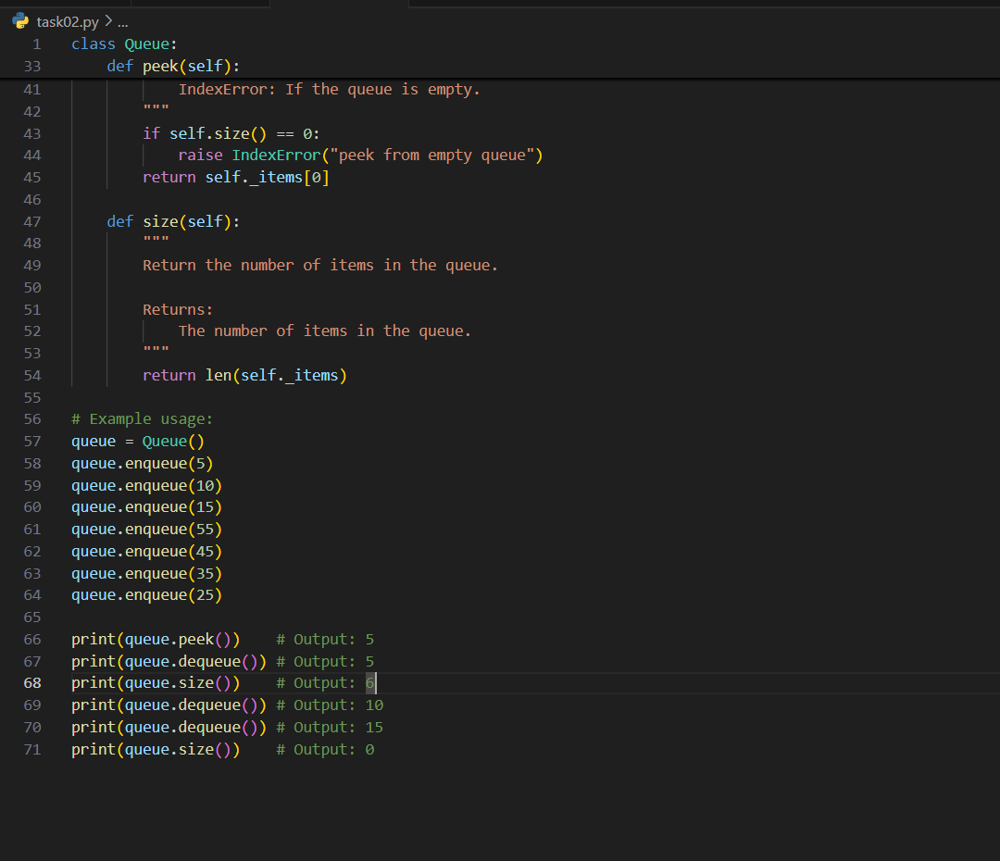 task02.py > ...
1 class Queue:
33     def peek(self):
41             IndexError: If the queue is empty.
42         """
43         if self.size() == 0:
44             raise IndexError("peek from empty queue")
45         return self._items[0]
46
47     def size(self):
48         """
49         Return the number of items in the queue.
50
51         Returns:
52             The number of items in the queue.
53         """
54         return len(self._items)
55
56 # Example usage:
57 queue = Queue()
58 queue.enqueue(5)
59 queue.enqueue(10)
60 queue.enqueue(15)
61 queue.enqueue(55)
62 queue.enqueue(45)
63 queue.enqueue(35)
64 queue.enqueue(25)
65
66 print(queue.peek())    # Output: 5
67 print(queue.dequeue()) # Output: 5
68 print(queue.size())    # Output: 6
69 print(queue.dequeue()) # Output: 10
70 print(queue.dequeue()) # Output: 15
71 print(queue.size())    # Output: 0